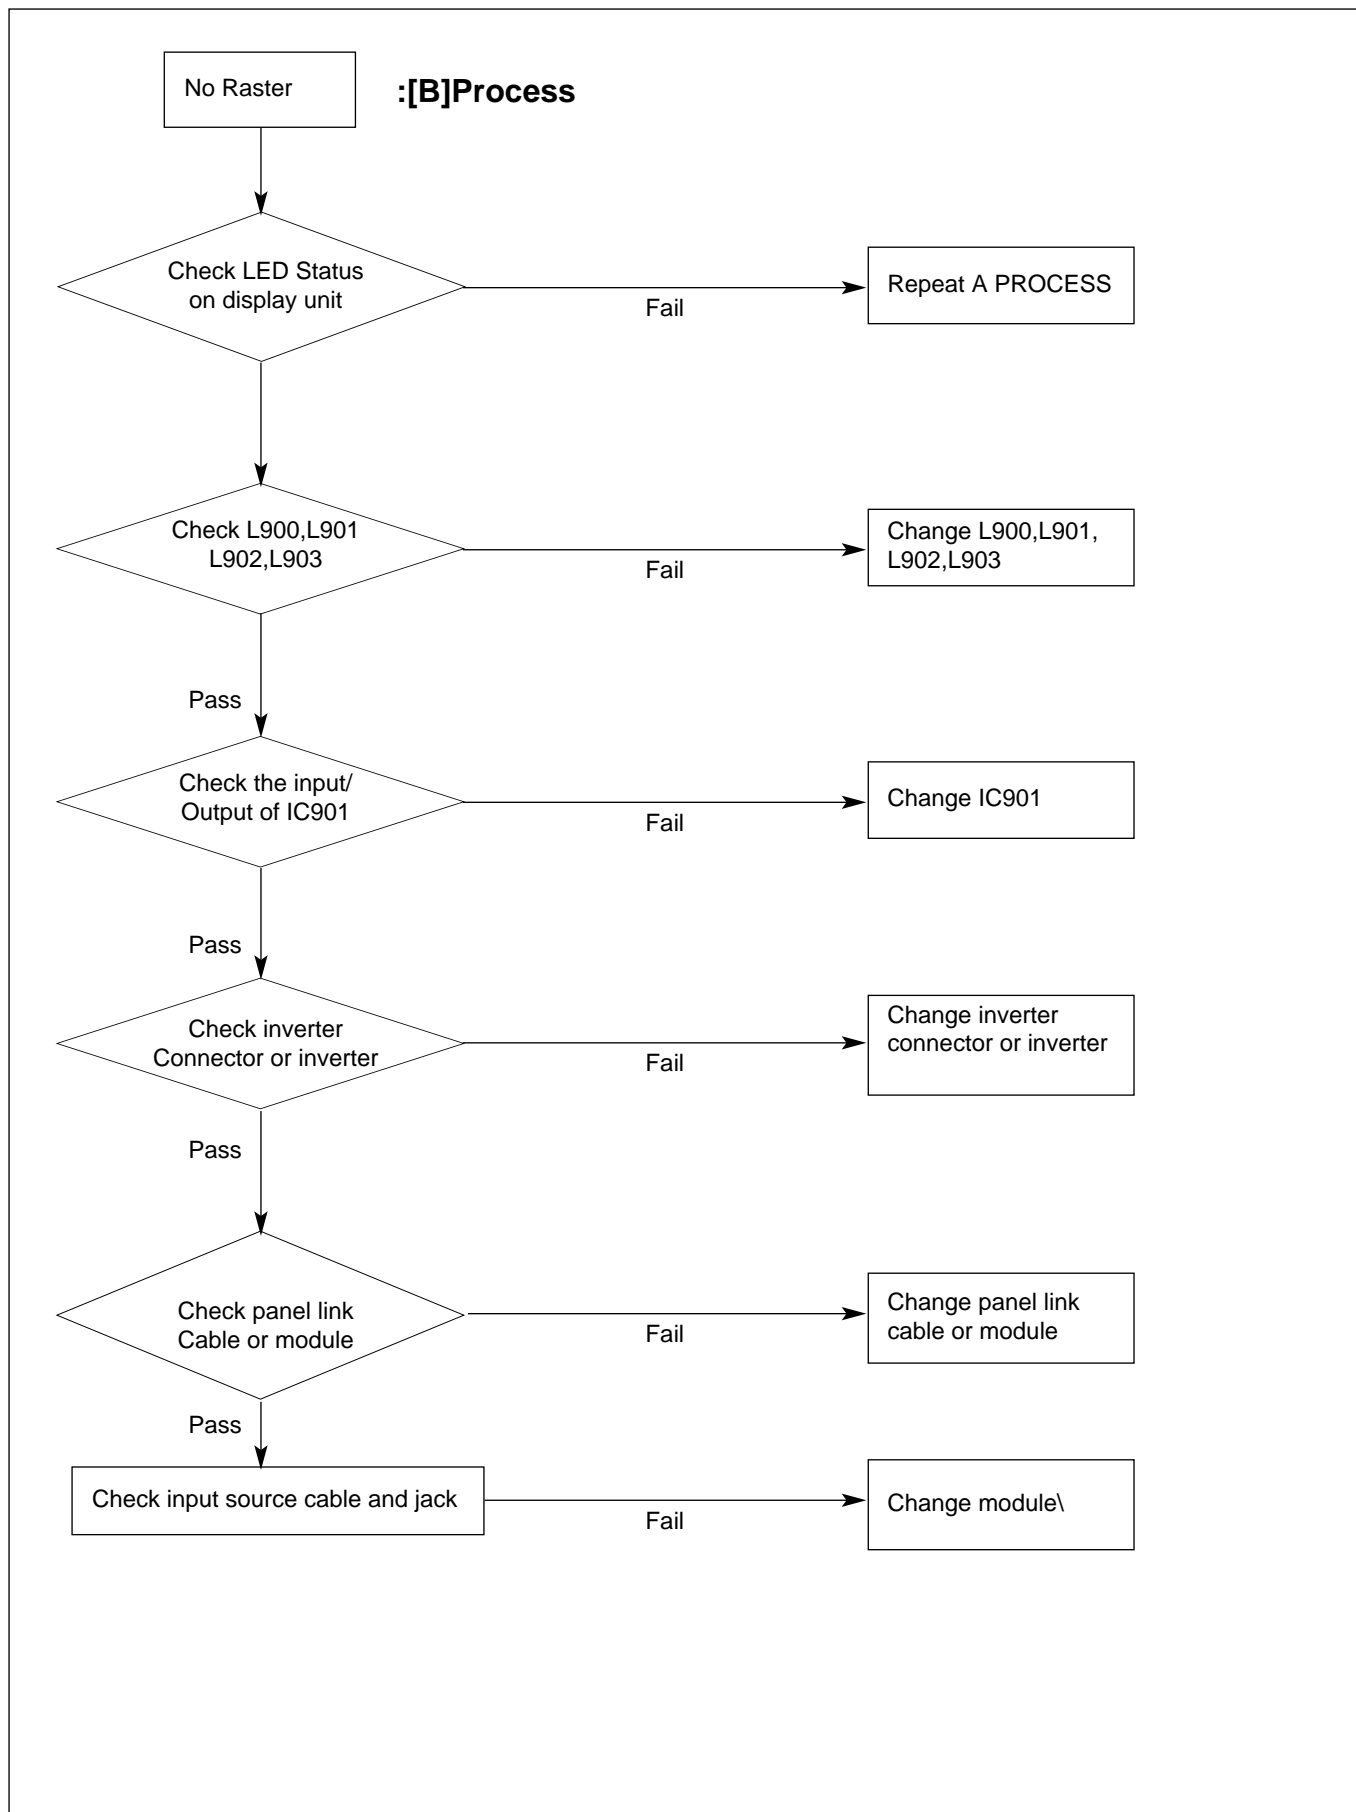 No Raster
:[B]Process
Check LED Status
on display unit
Fail
Repeat A PROCESS
Check L900,L901
L902,L903
Fail
Change L900,L901,
L902,L903
Pass
Check the input/
Output of IC901
Fail
Change IC901
Pass
Check inverter
Connector or inverter
Fail
Change inverter
connector or inverter
Pass
Check panel link
Cable or module
Fail
Change panel link
cable or module
Pass
Check input source cable and jack
Fail
Change module\